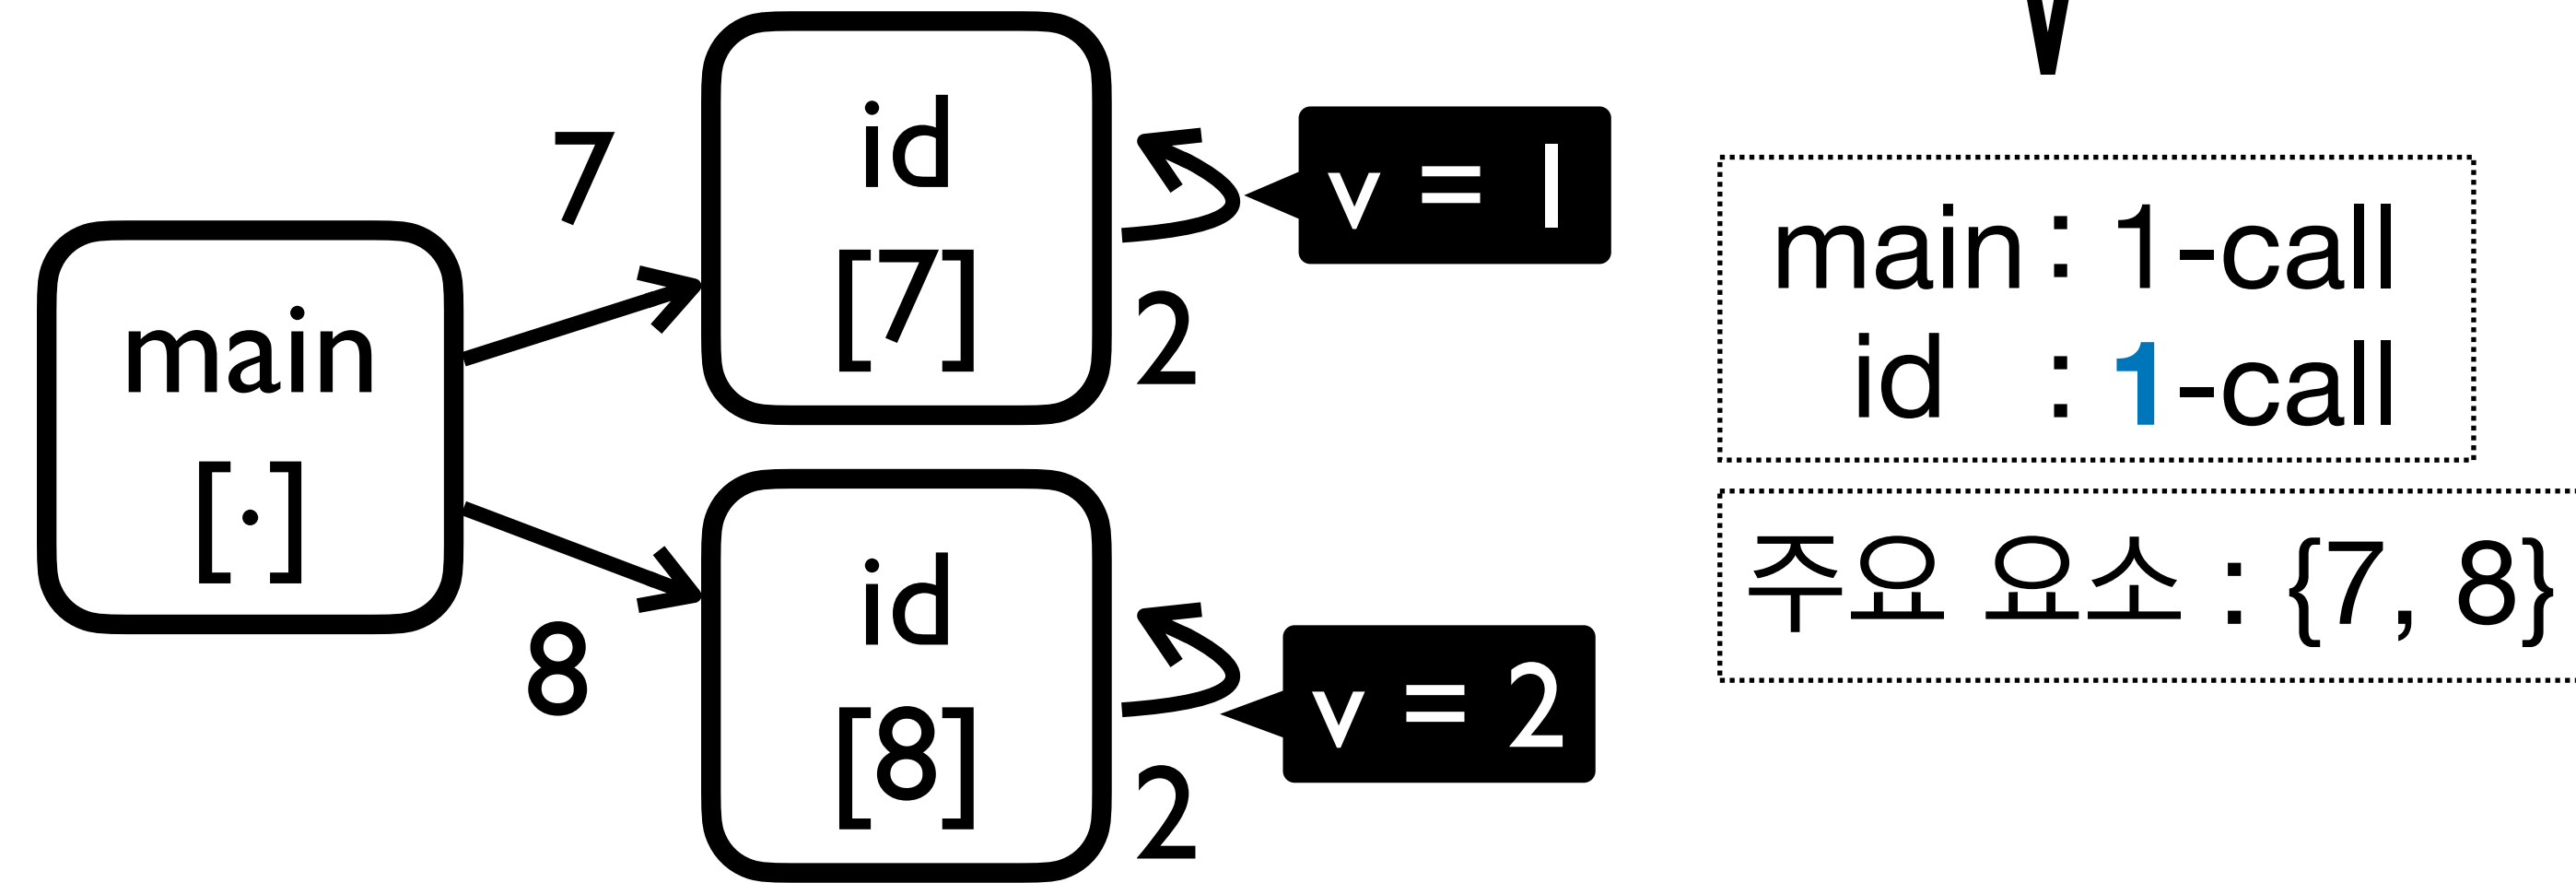 main
[·]
7
id
[7]
2
v = 1
8
id
[8]
2
v = 2
main : 1-call
id : 1-call
주요 요소 : {7, 8}